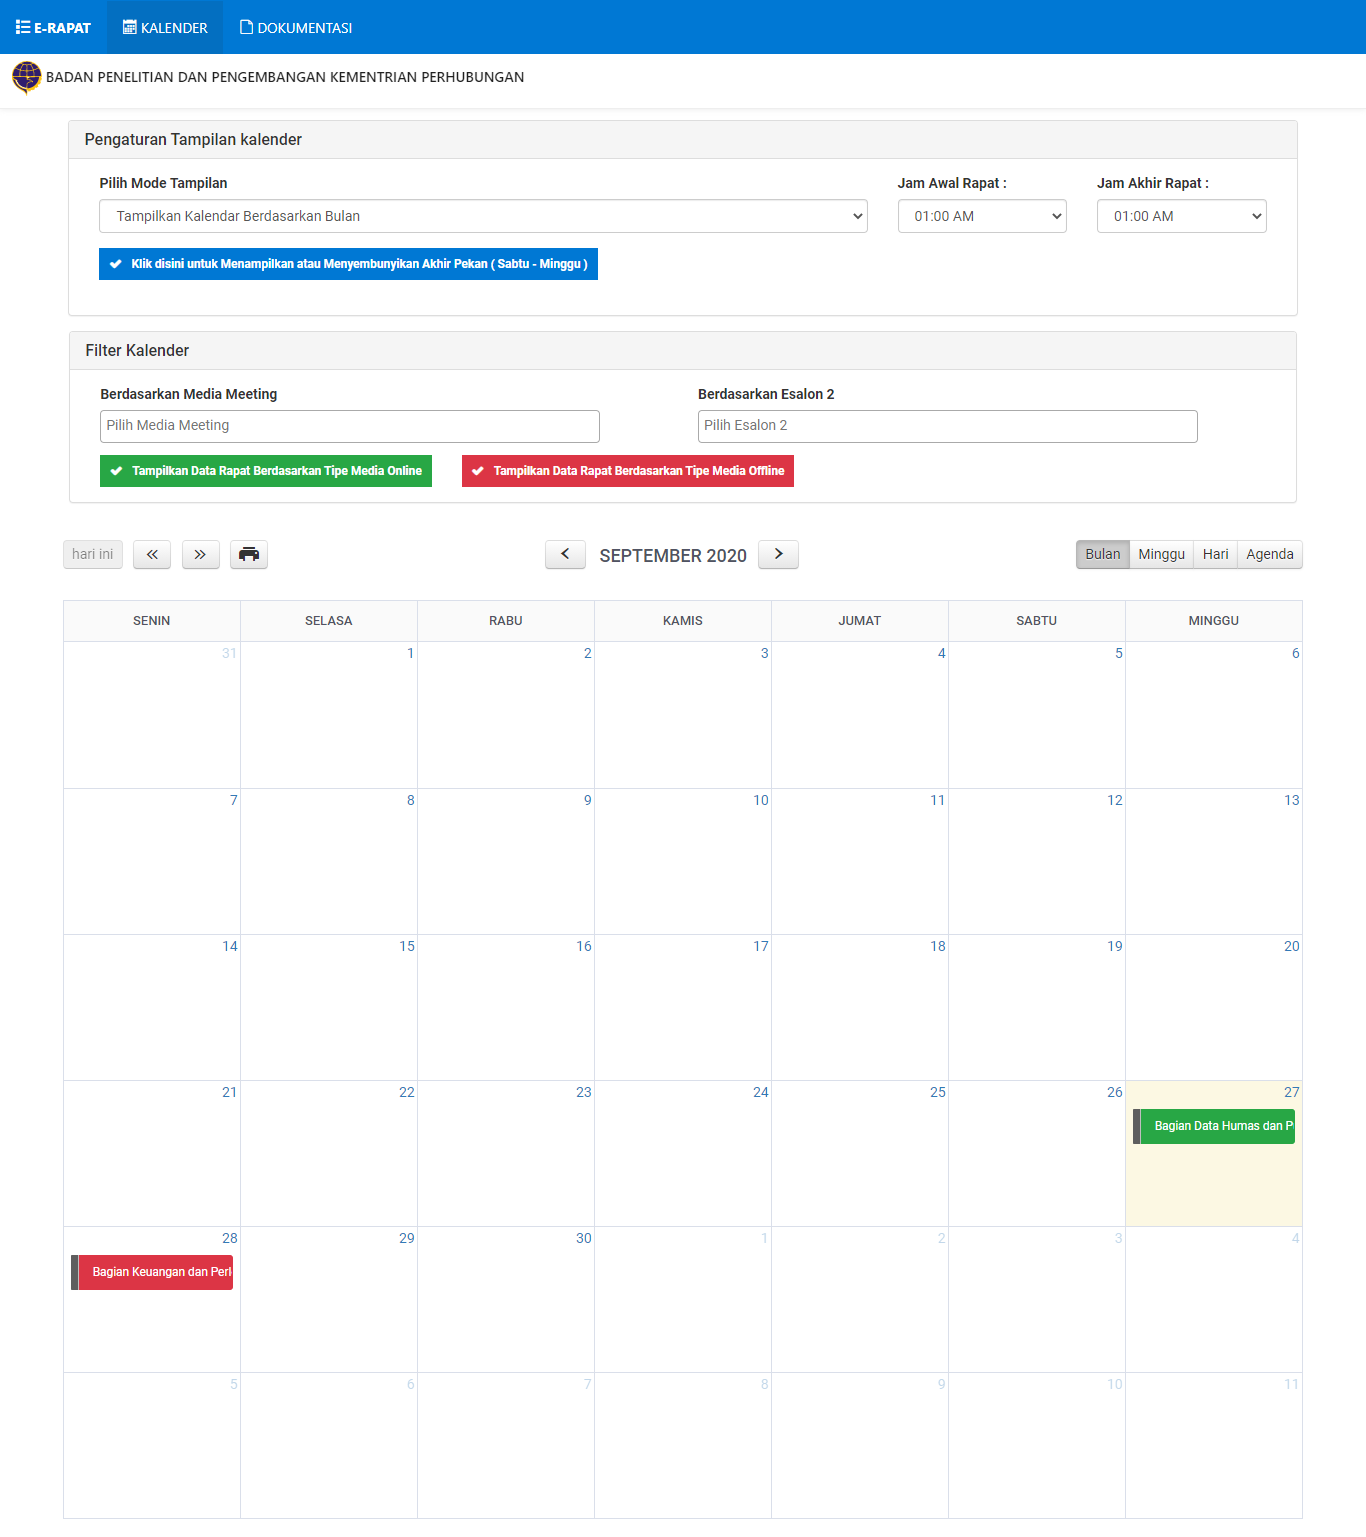 E-RAPAT KALENDER DOKUMENTASI
BADAN PENELITIAN DAN PENGEMBANGAN KEMENTRIAN PERHUBUNGAN
Pengaturan Tampilan kalender
Pilih Mode Tampilan Jam Awal Rapat : Jam Akhir Rapat :
Tampilkan Kalendar Berdasarkan Bulan 01:00 AM 01:00 AM
Klik disini untuk Menampilkan atau Menyembunyikan Akhir Pekan ( Sabtu - Minggu )
Filter Kalender
Berdasarkan Media Meeting Berdasarkan Esalon 2
Pilih Media Meeting Pilih Esalon 2
Tampilkan Data Rapat Berdasarkan Tipe Media Online Tampilkan Data Rapat Berdasarkan Tipe Media Offline
hari ini SEPTEMBER 2020 Bulan Minggu Hari Agenda
SENIN SELASA RABU KAMIS JUMAT SABTU MINGGU
31 1 2 3 4 5 6
7 8 9 10 11 12 13
14 15 16 17 18 19 20
21 22 23 24 25 26 27
Bagian Data Humas dan P
28 29 30 1 2 3 4
Bagian Keuangan dan Perl
5 6 7 8 9 10 11